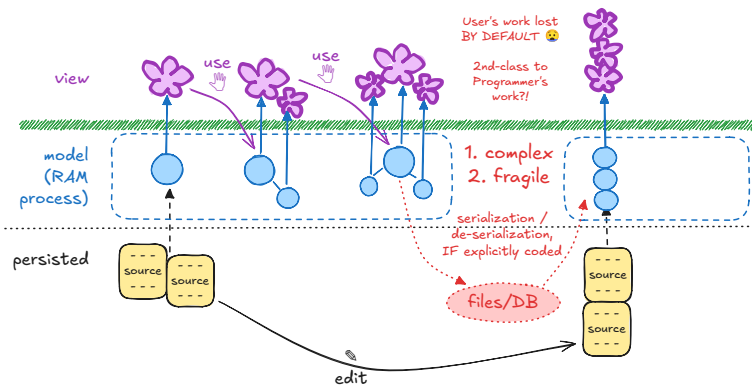 User's work lost
BY DEFAULT 😢
2nd-class to
Programmer's
work?!
view
use
use
model
(RAM
process)
1. complex
2. fragile
serialization /
de-serialization,
IF explicitly coded
persisted
source
source
files/DB
source
source
edit